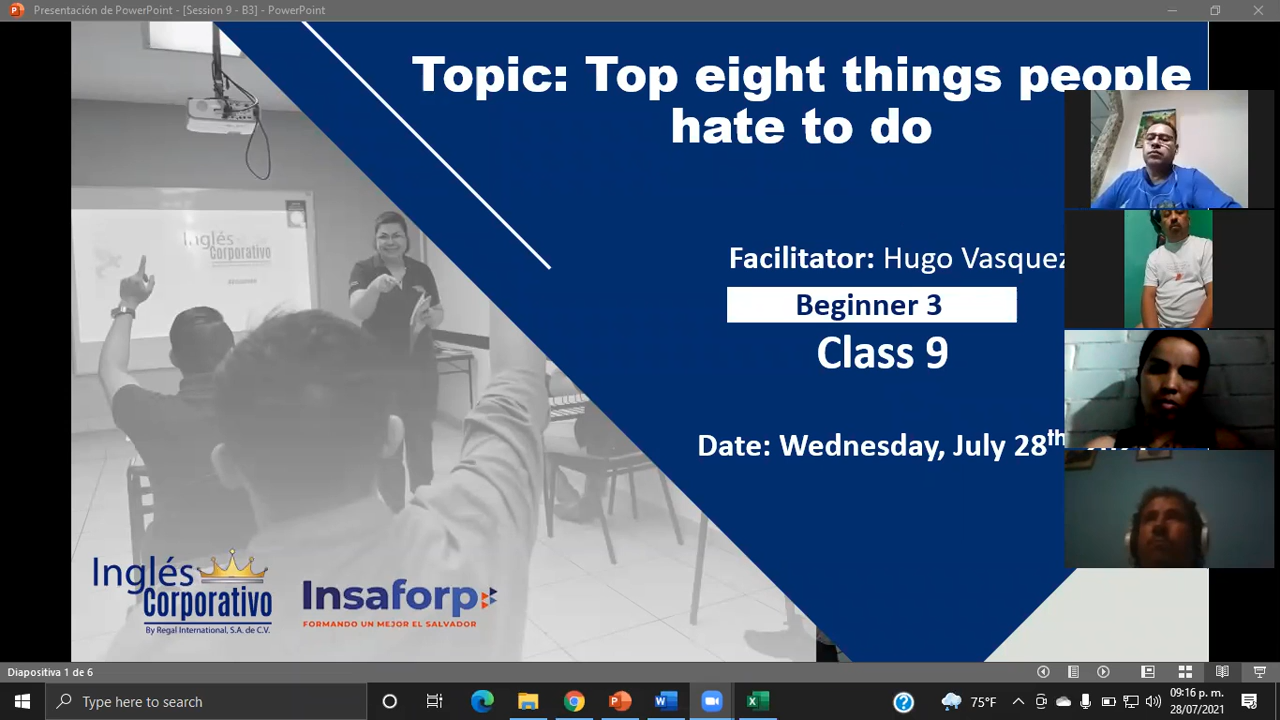 Presentación de PowerPoint - [Session 9 - B3] - PowerPoint
Topic: Top eight things people
hate to do
Facilitator: Hugo Vasquez
Beginner 3
Class 9
Date: Wednesday, July 28th
Inglés
Corporativo
Inglés
Corporativo
By Regal International, S.A. de C.V.
Insaforp
FORMANDO UN MEJOR EL SALVADOR
Diapositiva 1 de 6
Type here to search
75°F
09:16 p. m.
28/07/2021